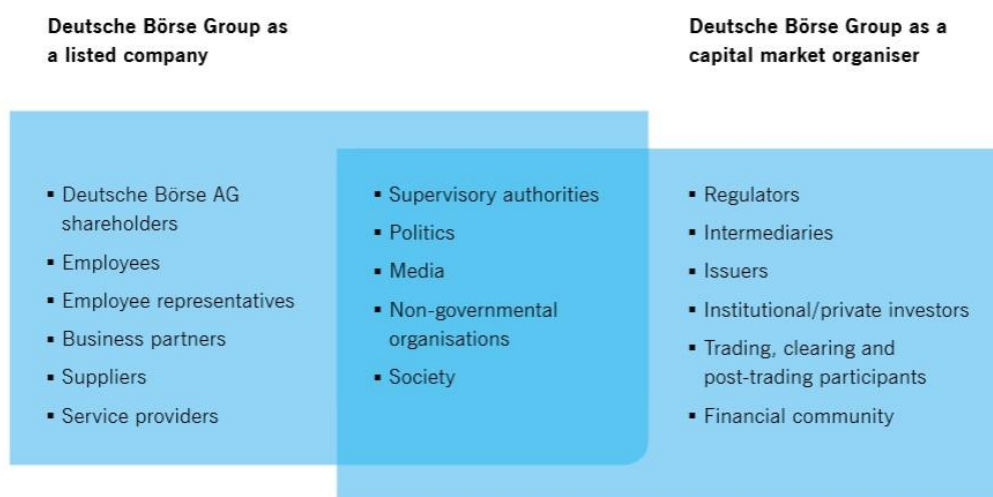 Deutsche Börse Group as
a listed company
Deutsche Börse Group as a
capital market organiser
▪ Deutsche Börse AG
shareholders
▪ Employees
▪ Employee representatives
▪ Business partners
▪ Suppliers
▪ Service providers
▪ Supervisory authorities
▪ Politics
▪ Media
▪ Non-governmental
organisations
▪ Society
▪ Regulators
▪ Intermediaries
▪ Issuers
▪ Institutional/private investors
▪ Trading, clearing and
post-trading participants
▪ Financial community